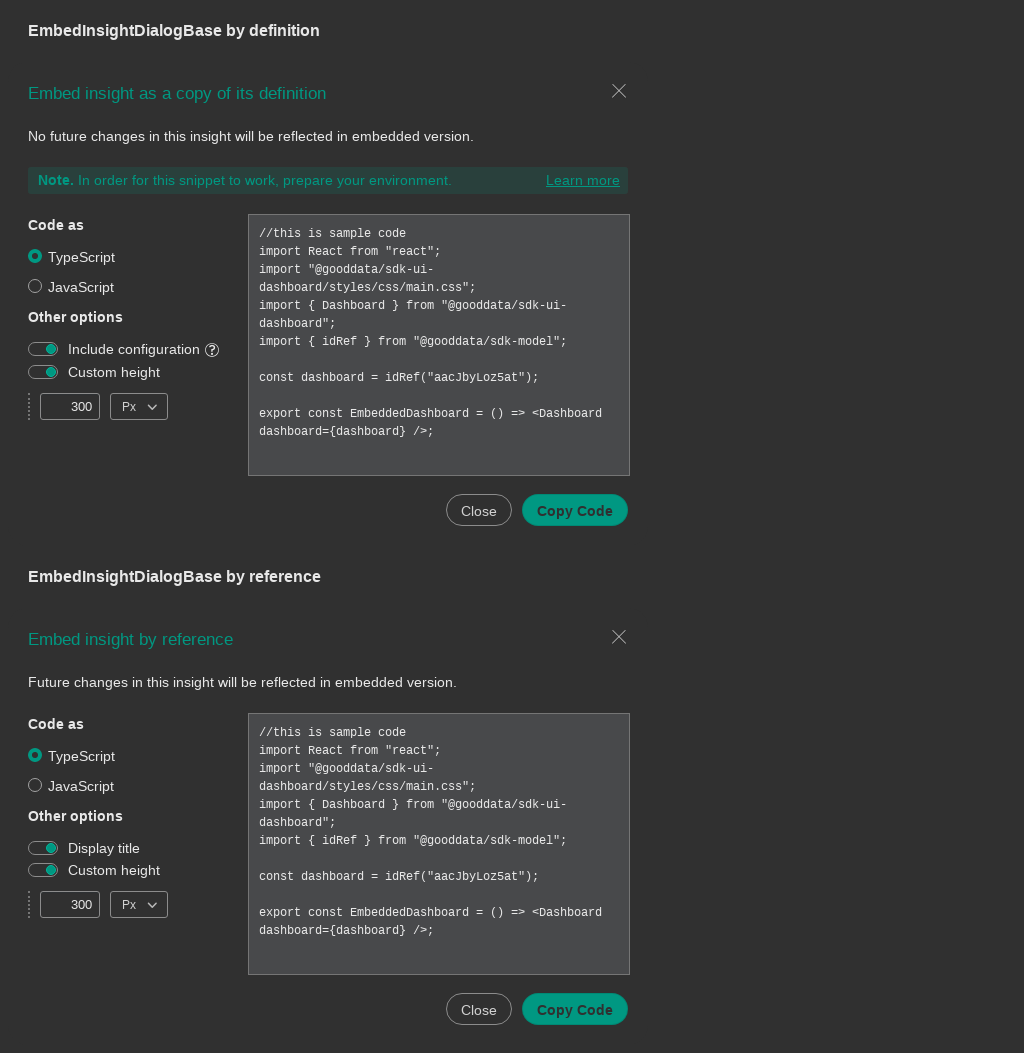 EmbedInsightDialogBase by definition
Embed insight as a copy of its definition
No future changes in this insight will be reflected in embedded version.
Note. In order for this snippet to work, prepare your environment. Learn more
Code as
TypeScript
JavaScript
Other options
Include configuration
Custom height
300 Px
//this is sample code
import React from "react";
import "@gooddata/sdk-ui-
dashboard/styles/css/main.css";
import { Dashboard } from "@gooddata/sdk-ui-
dashboard";
import { idRef } from "@gooddata/sdk-model";
const dashboard = idRef("aacJbyLoz5at");
export const EmbeddedDashboard = () => <Dashboard
dashboard={dashboard} />;
Close Copy Code
EmbedInsightDialogBase by reference
Embed insight by reference
Future changes in this insight will be reflected in embedded version.
Code as
TypeScript
JavaScript
Other options
Display title
Custom height
300 Px
//this is sample code
import React from "react";
import "@gooddata/sdk-ui-
dashboard/styles/css/main.css";
import { Dashboard } from "@gooddata/sdk-ui-
dashboard";
import { idRef } from "@gooddata/sdk-model";
const dashboard = idRef("aacJbyLoz5at");
export const EmbeddedDashboard = () => <Dashboard
dashboard={dashboard} />;
Close Copy Code